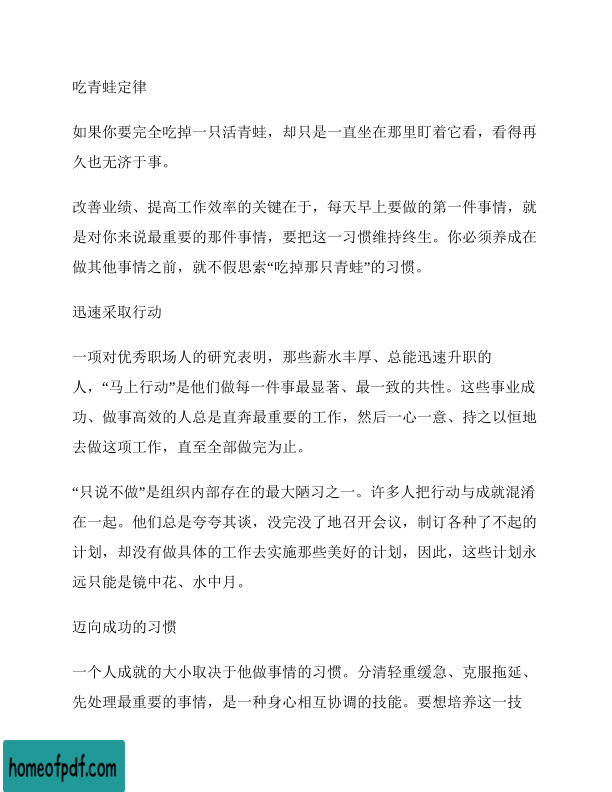 吃青蛙定律
如果你要完全吃掉一只活青蛙，却只是一直坐在那里盯着它看，看得再
久也无济于事。
改善业绩、提高工作效率的关键在于，每天早上要做的第一件事情，就
是对你来说最重要的那件事情，要把这一习惯维持终生。你必须养成在
做其他事情之前，就不假思索“吃掉那只青蛙”的习惯。
迅速采取行动
一项对优秀职场人的研究表明，那些薪水丰厚、总能迅速升职的
人，“马上行动”是他们做每一件事最显著、最一致的共性。这些事业成
功、做事高效的人总是直奔最重要的工作，然后一心一意、持之以恒地
去做这项工作，直至全部做完为止。
“只说不做”是组织内部存在的最大陋习之一。许多人把行动与成就混淆
在一起。他们总是夸夸其谈，没完没了地召开会议，制订各种了不起的
计划，却没有做具体的工作去实施那些美好的计划，因此，这些计划永
远只能是镜中花、水中月。
迈向成功的习惯
一个人成就的大小取决于他做事情的习惯。分清轻重缓急、克服拖延、
先处理最重要的事情，是一种身心相互协调的技能。要想培养这一技
homeofpdf.com